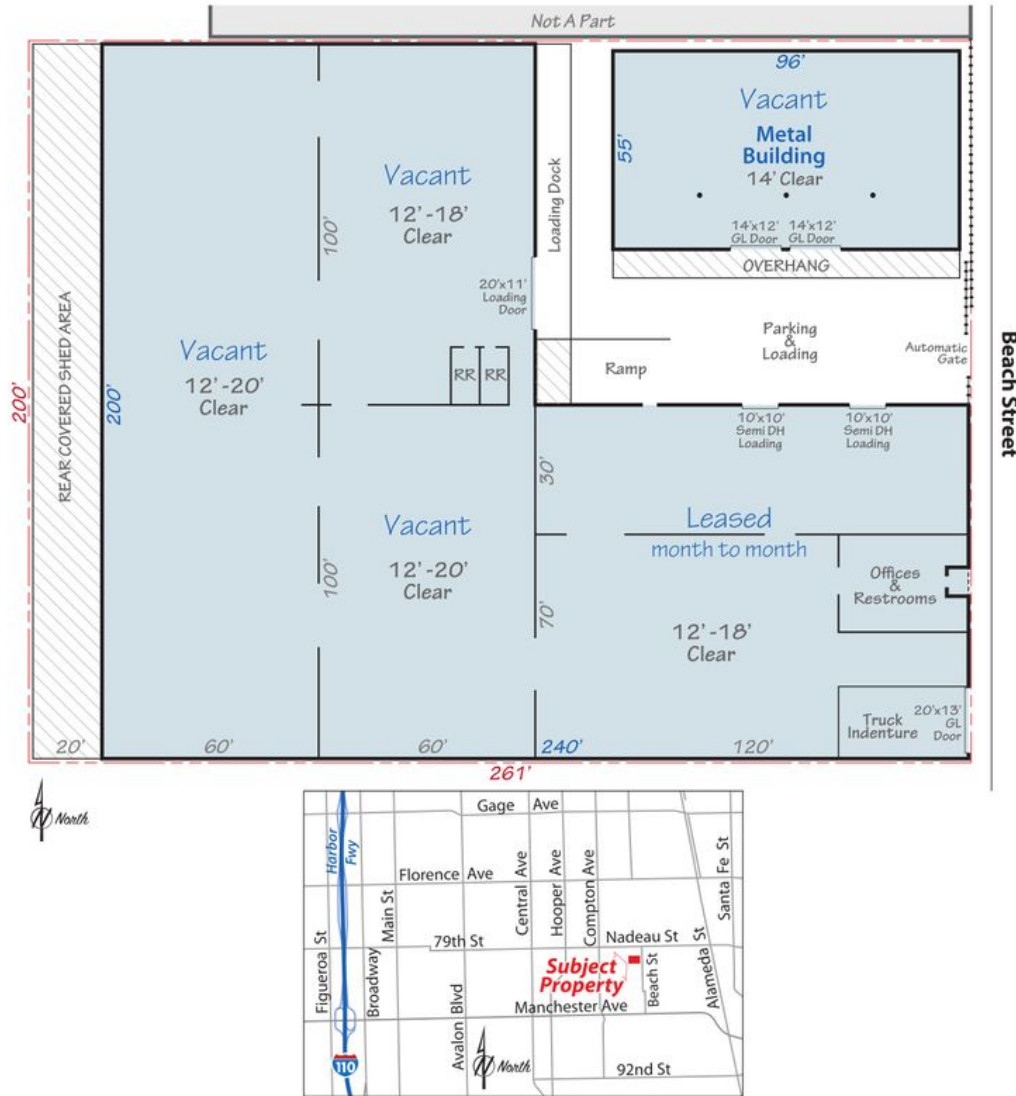 Not A Part
96'
Vacant
Metal
Building
14' Clear
55'
14'x12'
GL Door
14'x12'
GL Door
OVERHANG
Loading Dock
Vacant
12'-18'
Clear
100'
20'x11'
Loading
Door
Parking
&
Loading
Automatic
Gate
Ramp
Beach Street
REAR COVERED SHED AREA
200'
200'
Vacant
12'-20'
Clear
RR
RR
10'x10'
Semi DH
Loading
10'x10'
Semi DH
Loading
30'
Leased
month to month
Vacant
12'-20'
Clear
100'
70'
Offices
&
Restrooms
12'-18'
Clear
Truck
Indenture
20'x13'
GL
Door
20'
60'
60'
240'
120'
261'
N North
Gage Ave
Harbor
Fwy
Florence Ave
Main St
Central Ave
Hooper Ave
Compton Ave
Santa Fe St
79th St
Nadeau St
Figueroa St
Broadway
Avalon Blvd
Subject
Property
Beach St
Alameda St
Manchester Ave
110
N North
92nd St